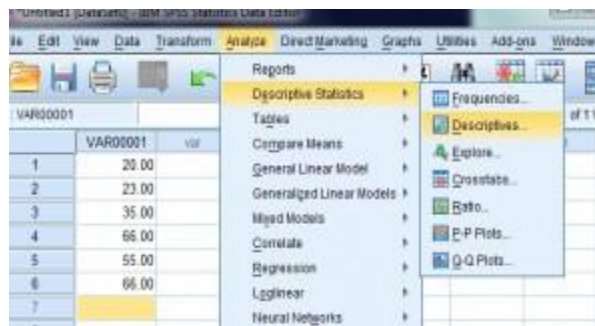 *Untitled1 [DataSet0] - IBM SPSS Statistics Data Editor
Edit View Data Transform Analyze Direct Marketing Graphs Utilities Add-ons Window
VAR00001
of 1
VAR00001 var
1 20.00
2 23.00
3 35.00
4 66.00
5 55.00
6 66.00
7
Reports
Descriptive Statistics
Tables
Compare Means
General Linear Model
Generalized Linear Models
Mixed Models
Correlate
Regression
Loglinear
Neural Networks
Frequencies...
Descriptives...
Explore...
Crosstabs...
Ratio...
P-P Plots...
Q-Q Plots...